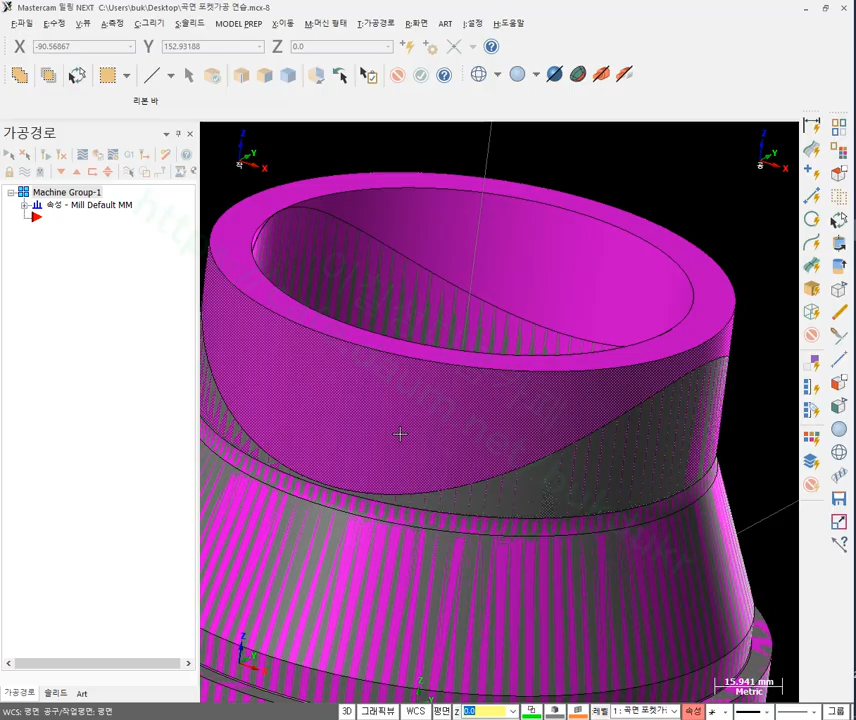 Mastercam 밀링 NEXT C:\Users\buk\Desktop\곡면 포켓가공 연습.mcx-8
F:파일 E:수정 V:뷰 A:측정 C:그리기 S:솔리드 MODEL PREP X:이동 M:머신 형태 T:가공경로 R:화면 ART I:설정 H:도움말
X -90.56867 Y 152.93188 Z 0.0
리본 바
가공경로
Machine Group-1
속성 - Mill Default MM
Z
Y
X
Z
Y
X
Z
X
Z
Y
15.941 mm
Metric
가공경로 솔리드 Art
WCS: 평면 공구/작업평면: 평면 3D 그래픽뷰 WCS 평면 Z 0.0 레벨 1 : 곡면 포켓가 속성 그룹